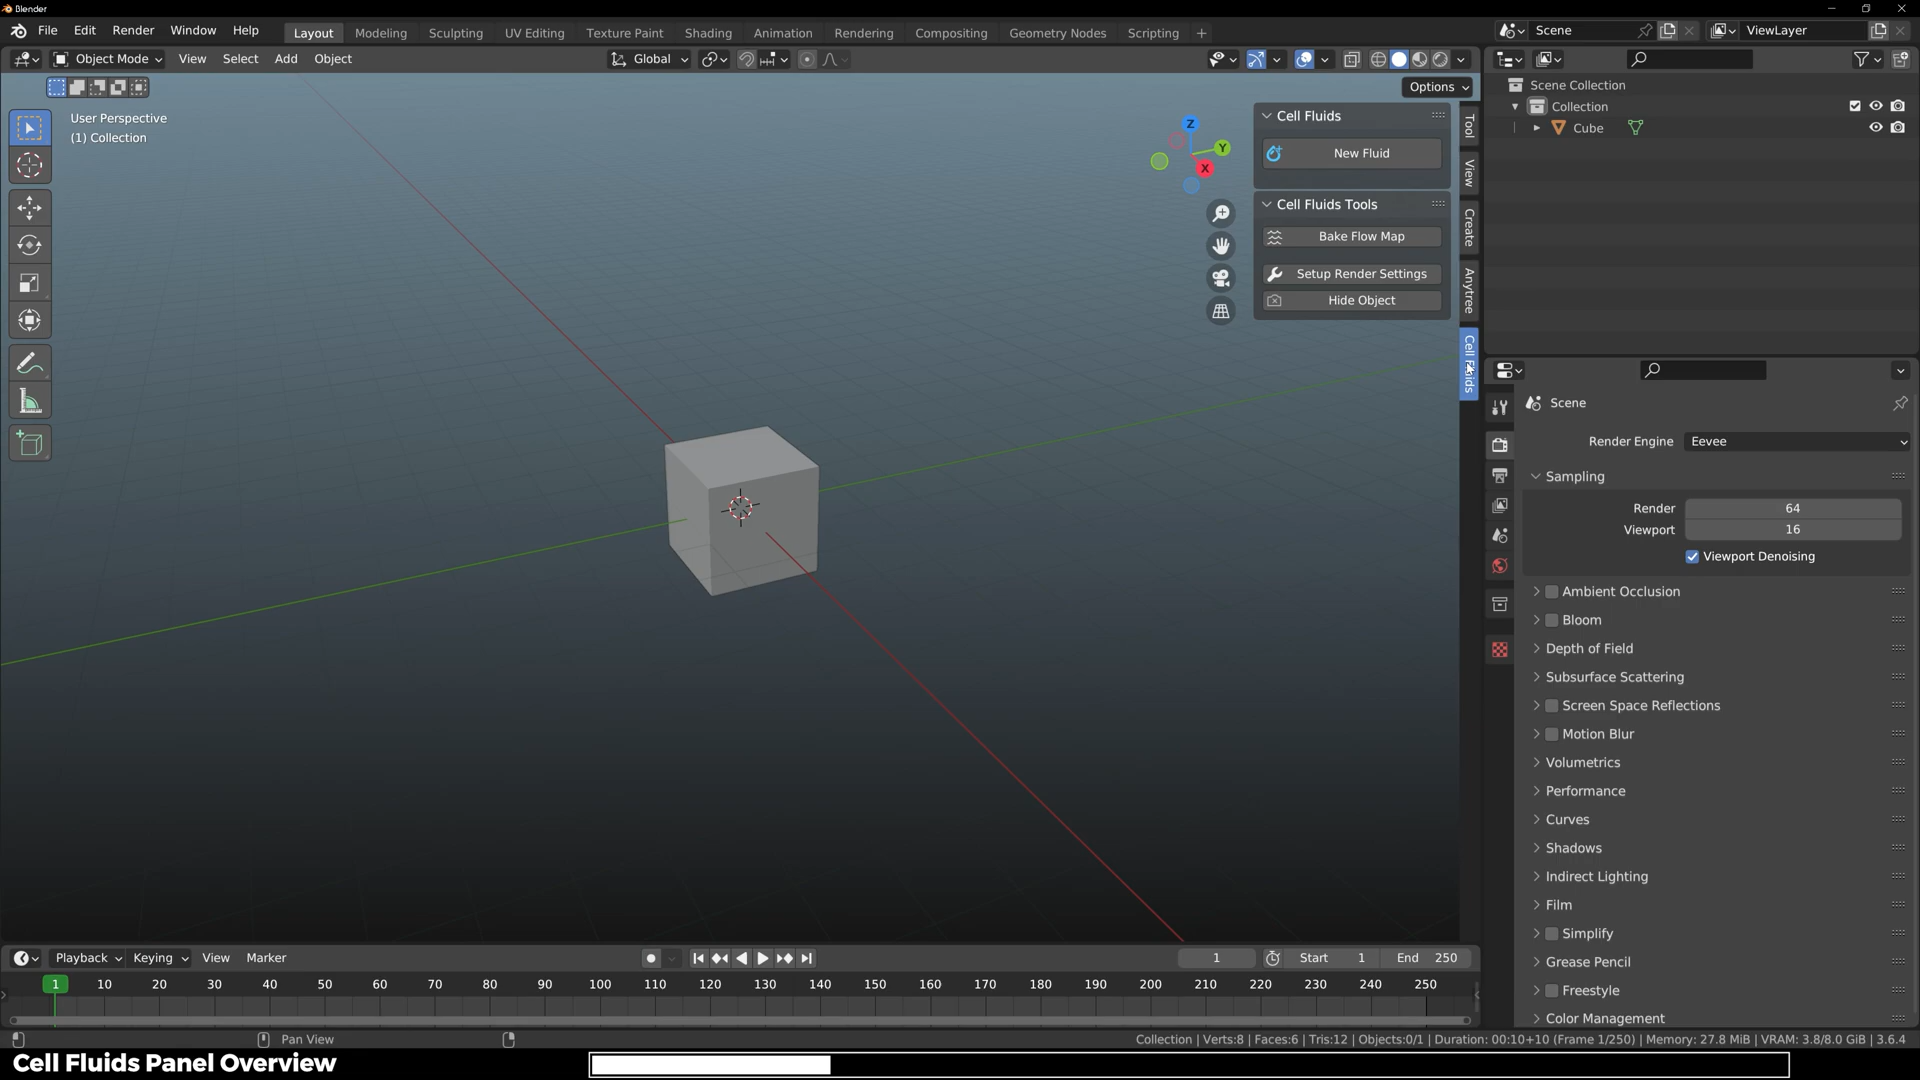 Blender
File Edit Render Window Help Layout Modeling Sculpting UV Editing Texture Paint Shading Animation Rendering Compositing Geometry Nodes Scripting + Scene ViewLayer
Object Mode View Select Add Object Global
Options
User Perspective
(1) Collection
Z
Y
X
Cell Fluids
New Fluid
Cell Fluids Tools
Bake Flow Map
Setup Render Settings
Hide Object
Tool
View
Create
Anytree
Cell Fluids
Scene Collection
Collection
Cube
Scene
Render Engine Eevee
Sampling
Render 64
Viewport 16
Viewport Denoising
Ambient Occlusion
Bloom
Depth of Field
Subsurface Scattering
Screen Space Reflections
Motion Blur
Volumetrics
Performance
Curves
Shadows
Indirect Lighting
Film
Simplify
Grease Pencil
Freestyle
Color Management
Playback Keying View Marker 1 Start 1 End 250
1 10 20 30 40 50 60 70 80 90 100 110 120 130 140 150 160 170 180 190 200 210 220 230 240 250
Pan View
Collection | Verts:8 | Faces:6 | Tris:12 | Objects:0/1 | Duration: 00:10+10 (Frame 1/250) | Memory: 27.8 MiB | VRAM: 3.8/8.0 GiB | 3.6.4
Cell Fluids Panel Overview